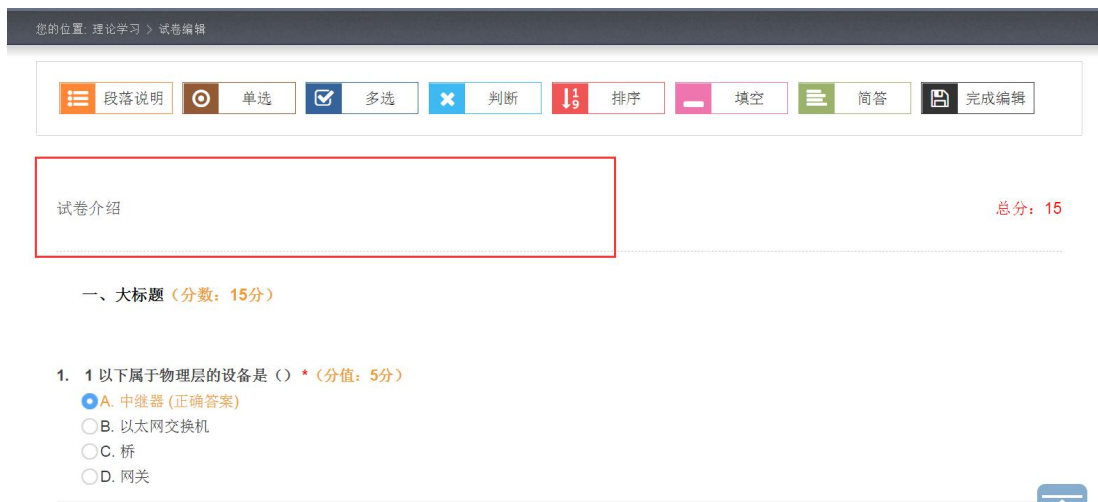 您的位置: 理论学习 > 试卷编辑
段落说明 单选 多选 判断 排序 填空 简答 完成编辑
试卷介绍 总分：15
一、大标题（分数：15分）
1. 1 以下属于物理层的设备是（） *（分值：5分）
A. 中继器 (正确答案)
B. 以太网交换机
C. 桥
D. 网关